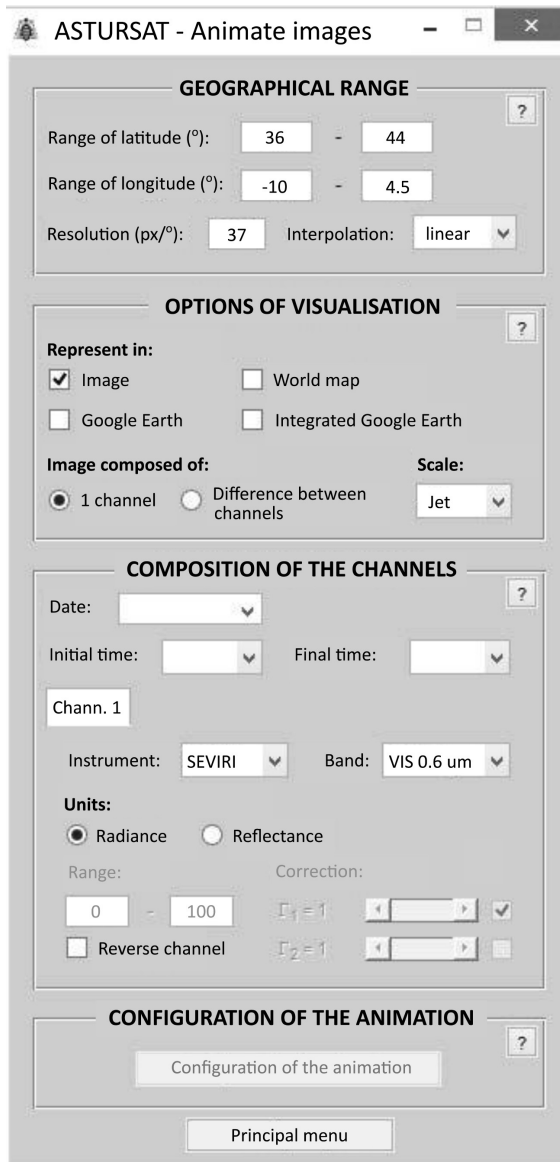 ASTURSAT - Animate images
GEOGRAPHICAL RANGE
?
Range of latitude (º): 36 - 44
Range of longitude (º): -10 - 4.5
Resolution (px/º): 37 Interpolation: linear
OPTIONS OF VISUALISATION
?
Represent in:
Image World map
Google Earth Integrated Google Earth
Image composed of: Scale:
1 channel Difference between channels Jet
COMPOSITION OF THE CHANNELS
?
Date:
Initial time: Final time:
Chann. 1
Instrument: SEVIRI Band: VIS 0.6 um
Units:
Radiance Reflectance
Range: Correction:
0 - 100 Γ1 = 1
Reverse channel Γ2 = 1
CONFIGURATION OF THE ANIMATION
?
Configuration of the animation
Principal menu